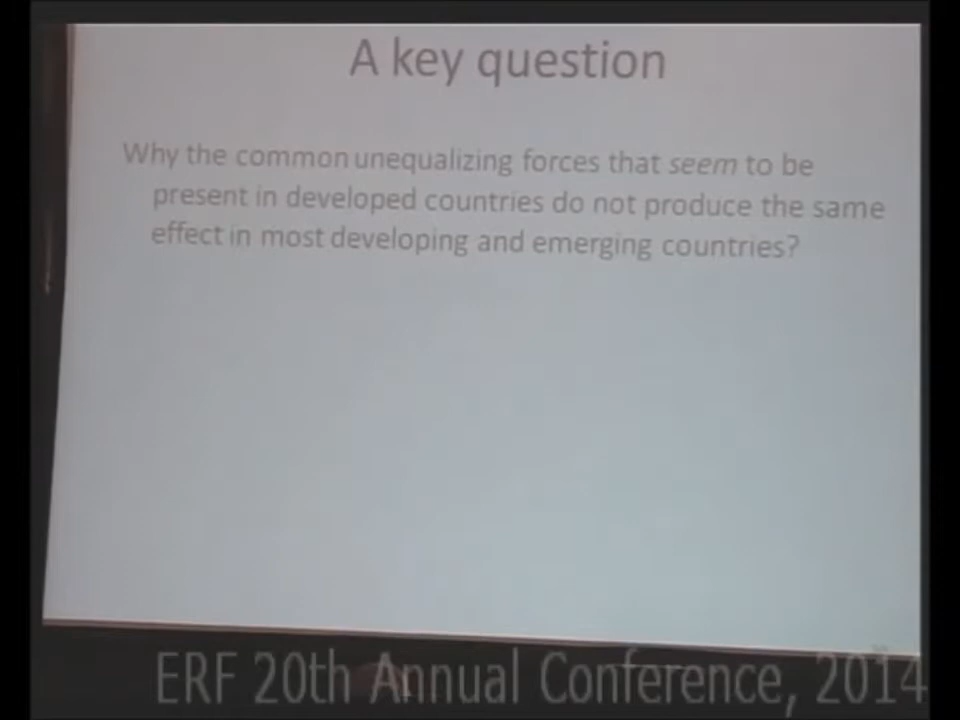 A key question
Why the common unequalizing forces that seem to be
present in developed countries do not produce the same
effect in most developing and emerging countries?
ERF 20th Annual Conference, 2014